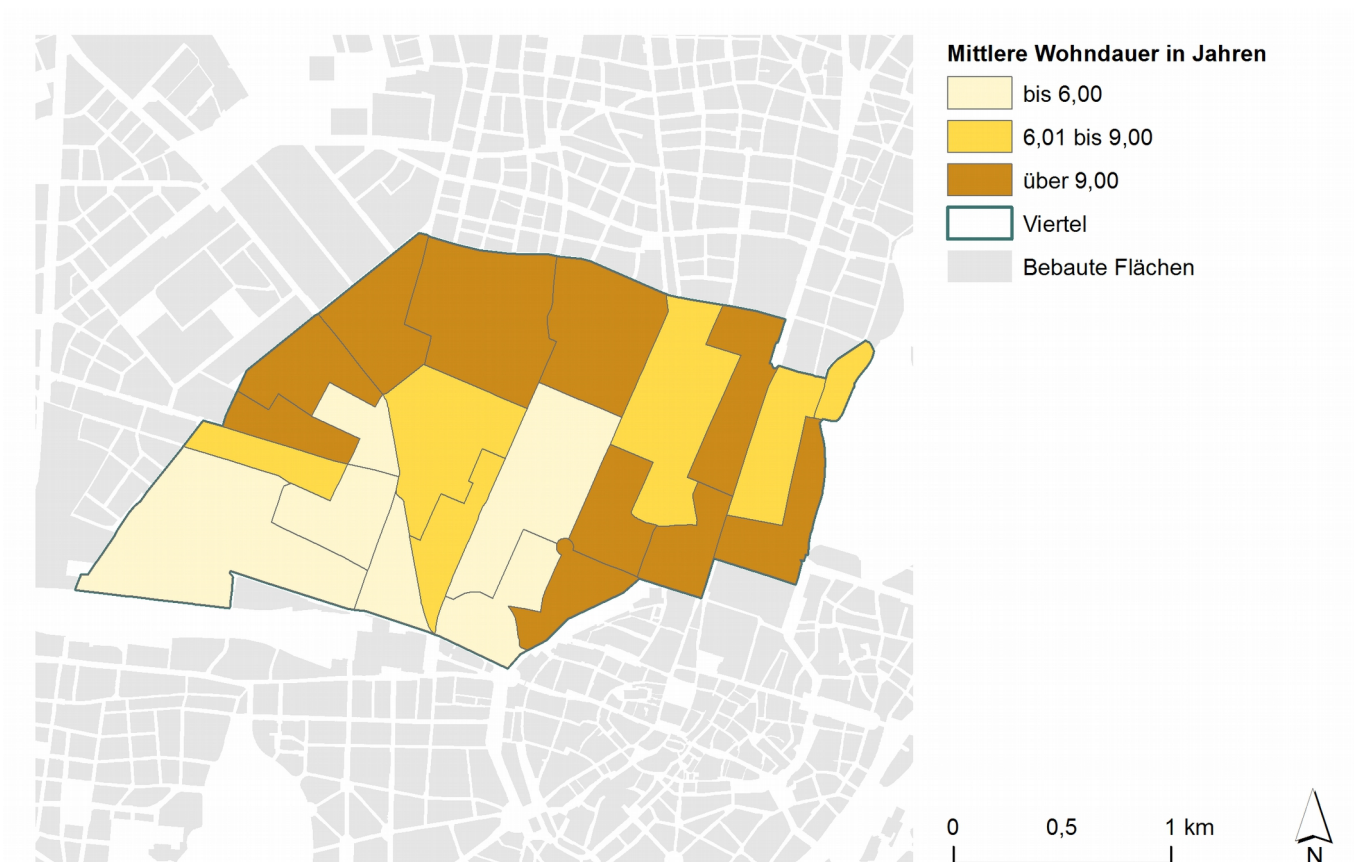 Mittlere Wohndauer in Jahren
bis 6,00
6,01 bis 9,00
über 9,00
Viertel
Bebaute Flächen
0 0,5 1 km
N